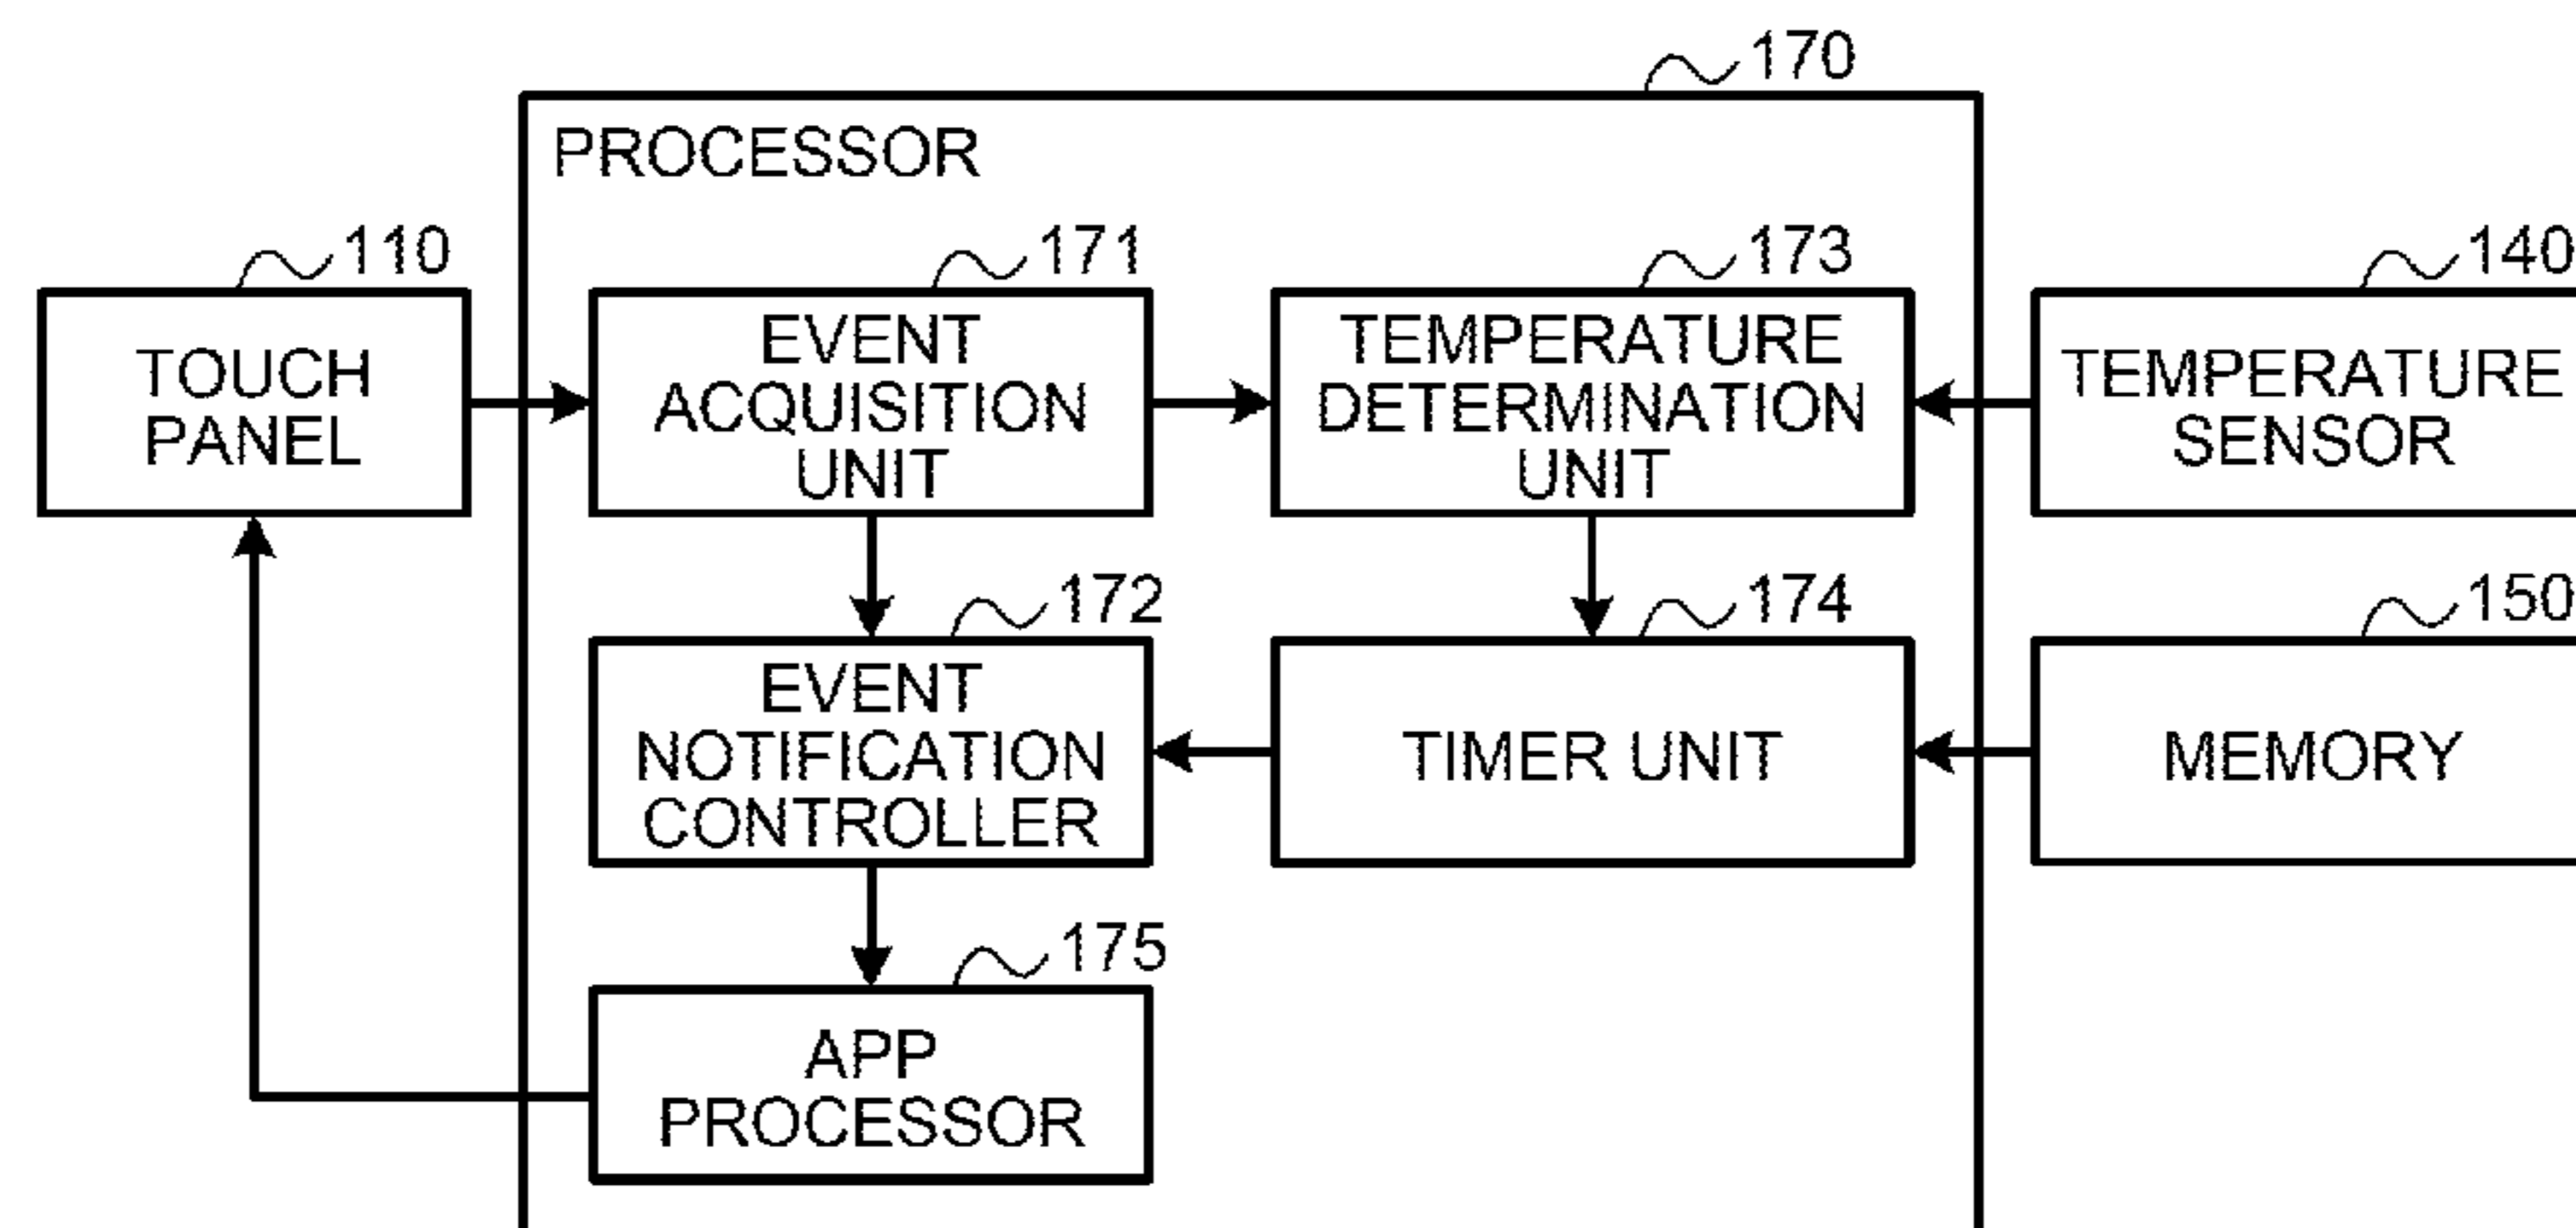 170
PROCESSOR
110
TOUCH
PANEL
171
EVENT
ACQUISITION
UNIT
173
TEMPERATURE
DETERMINATION
UNIT
140
TEMPERATURE
SENSOR
172
EVENT
NOTIFICATION
CONTROLLER
174
TIMER UNIT
150
MEMORY
175
APP
PROCESSOR